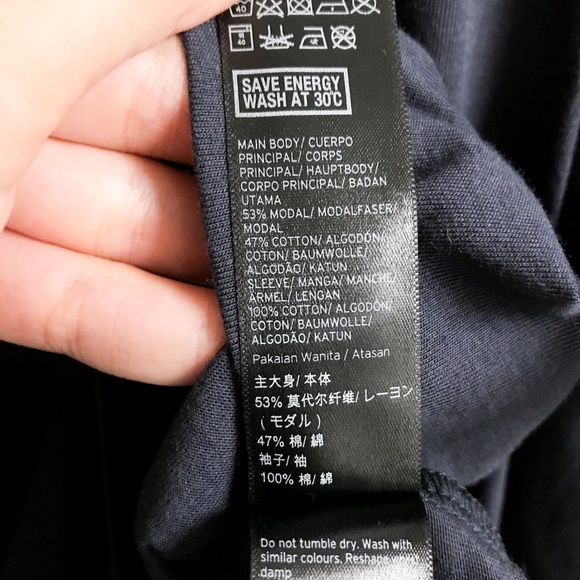 40
40
SAVE ENERGY
WASH AT 30°C
MAIN BODY/ CUERPO
PRINCIPAL/ CORPS
PRINCIPAL/ HAUPTBODY/
CORPO PRINCIPAL/ BADAN
UTAMA
53% MODAL/ MODALFASER/
MODAL
47% COTTON/ ALGODÓN/
COTON/ BAUMWOLLE/
ALGODÃO/ KATUN
SLEEVE/ MANGA/ MANCHE/
ÄRMEL/ LENGAN
100% COTTON/ ALGODÓN/
COTON/ BAUMWOLLE/
ALGODÃO/ KATUN
Pakaian Wanita / Atasan
主大身/ 本体
53% 莫代尔纤维/ レーヨン
( モダル )
47% 棉/ 綿
袖子/ 袖
100% 棉/ 綿
Do not tumble dry. Wash with
similar colours. Reshape
damp